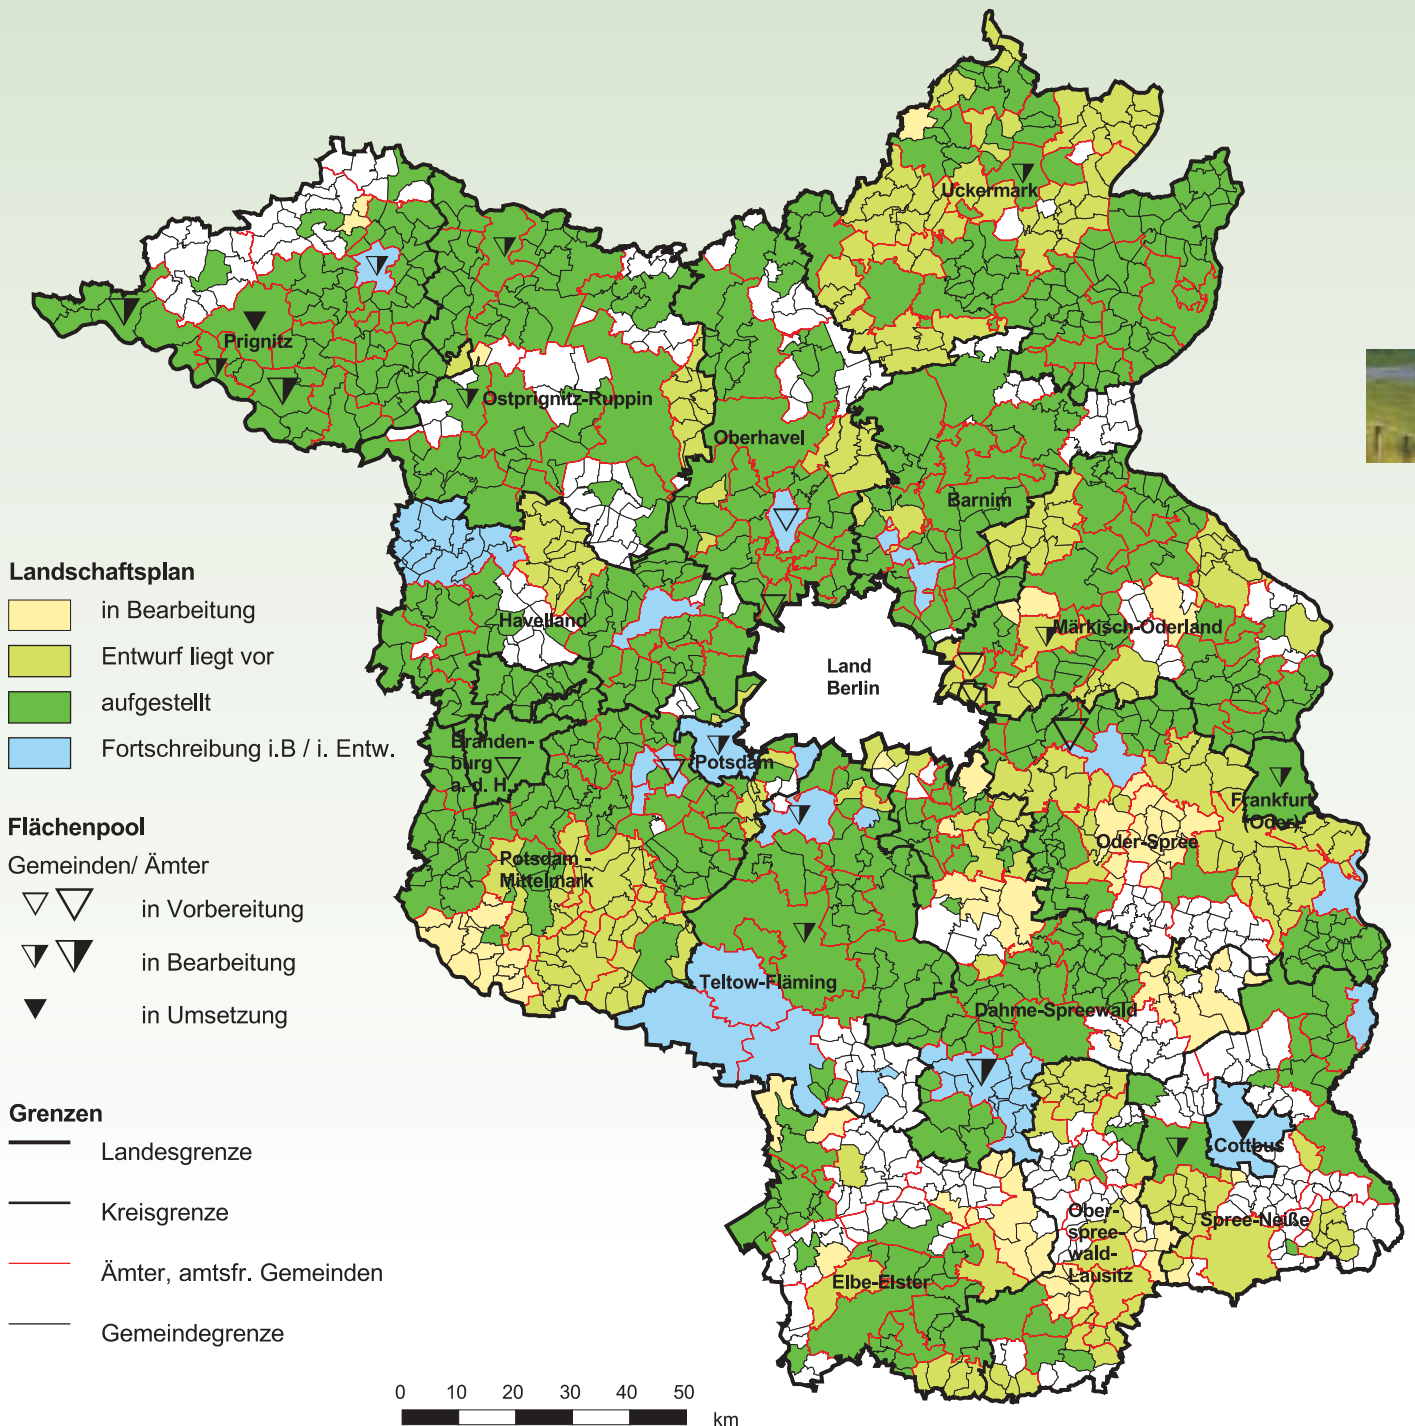 Uckermark
Prignitz
Ostprignitz-Ruppin
Oberhavel
Barnim
Havelland
Märkisch-Oderland
Land
Berlin
Branden-
burg
a. d. H.
Potsdam
Frankfurt
(Oder)
Oder-Spree
Potsdam -
Mittelmark
Teltow-Fläming
Dahme-Spreewald
Cottbus
Ober-
spree-
wald-
Lausitz
Spree-Neiße
Elbe-Elster
Landschaftsplan
in Bearbeitung
Entwurf liegt vor
aufgestellt
Fortschreibung i.B / i. Entw.
Flächenpool
Gemeinden/ Ämter
in Vorbereitung
in Bearbeitung
in Umsetzung
Grenzen
Landesgrenze
Kreisgrenze
Ämter, amtsfr. Gemeinden
Gemeindegrenze
0 10 20 30 40 50
km